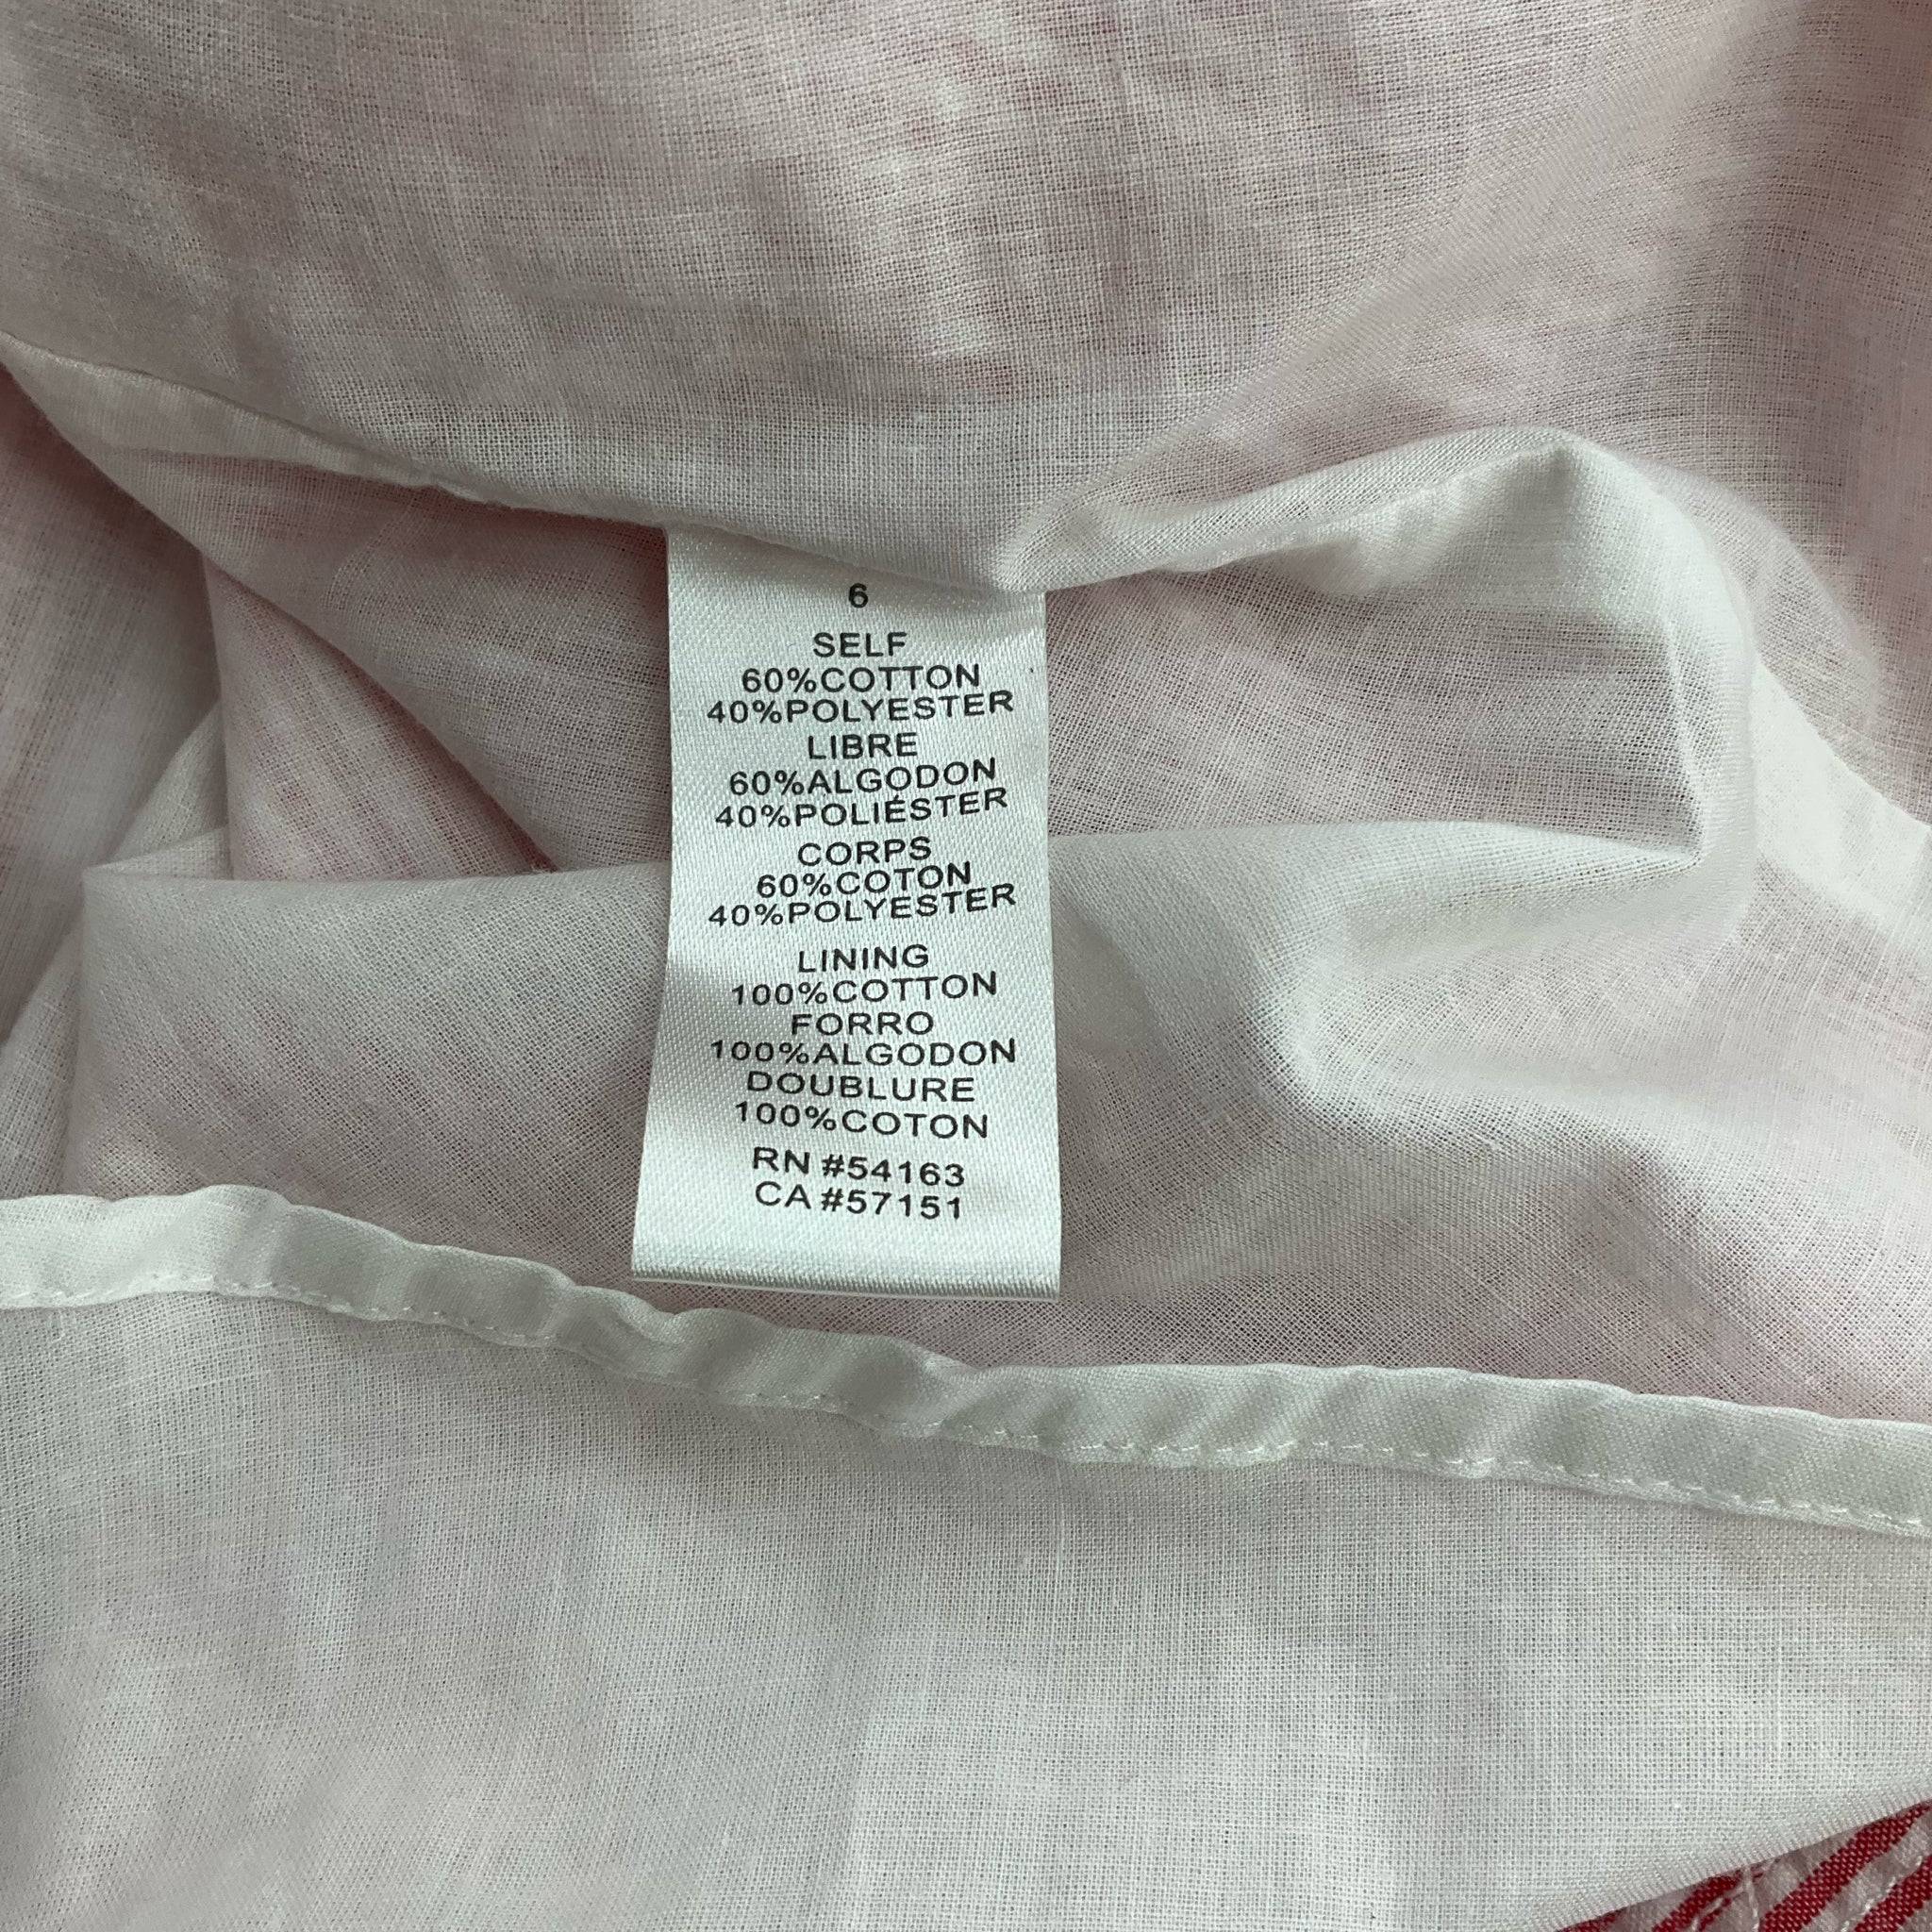 6
SELF
60%COTTON
40%POLYESTER
LIBRE
60%ALGODON
40%POLIÉSTER
CORPS
60%COTON
40%POLYESTER
LINING
100%COTTON
FORRO
100%ALGODON
DOUBLURE
100%COTON
RN #54163
CA #57151